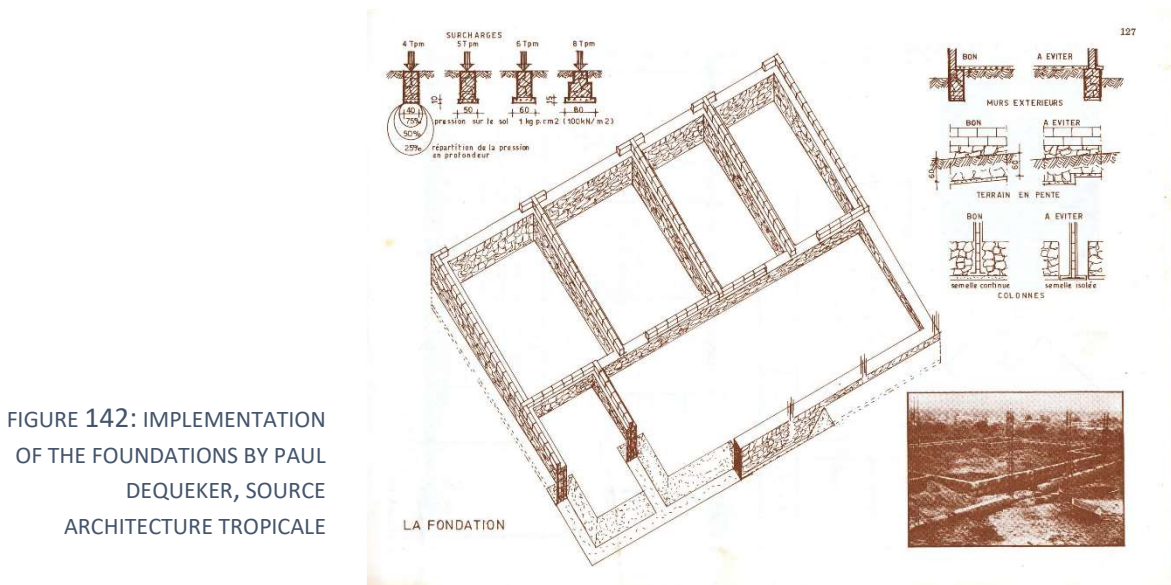 FIGURE 142: IMPLEMENTATION
OF THE FOUNDATIONS BY PAUL
DEQUEKER, SOURCE
ARCHITECTURE TROPICALE
127
SURCHARGES
4 Tpm 5 Tpm 6 Tpm 8 Tpm
10 15
40 50 60 80
75% pression sur le sol 1 kg p.cm2 (100kN/m2)
50%
25% répartition de la pression
en profondeur
BON A EVITER
MURS EXTERIEURS
BON A EVITER
60 60
TERRAIN EN PENTE
BON A EVITER
semelle continue semelle isolée
COLONNES
LA FONDATION